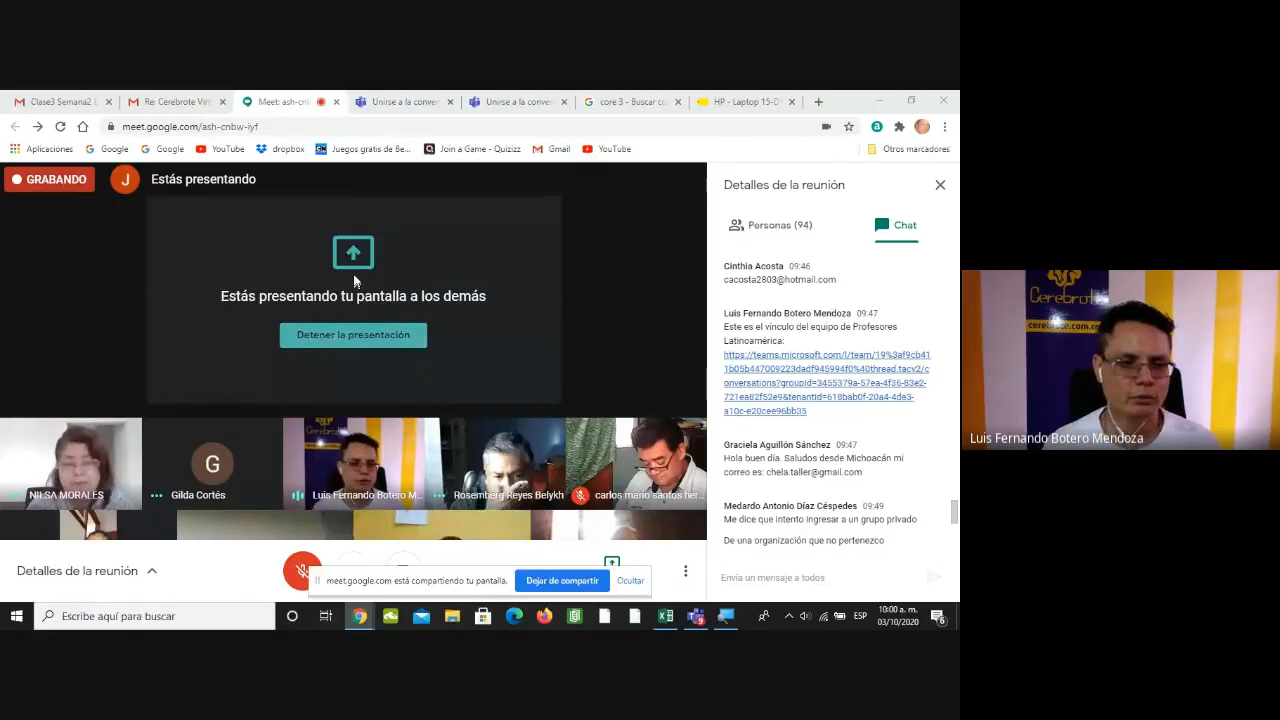 Clase3 Semana2 E
Re: Cerebrote Virt
Meet: ash-cnb
Unirse a la conver
Unirse a la conver
core 3 - Buscar co
HP - Laptop 15-D
meet.google.com/ash-cnbw-iyf
Aplicaciones
Google
Google
YouTube
dropbox
Juegos gratis de Be...
Join a Game - Quizizz
Gmail
YouTube
Otros marcadores
GRABANDO
J
Estás presentando
Estás presentando tu pantalla a los demás
Detener la presentación
NILSA MORALES
G
Gilda Cortés
Luis Fernando Botero M...
Rosemberg Reyes Belykh
carlos mario santos her...
Detalles de la reunión
meet.google.com está compartiendo tu pantalla.
Dejar de compartir
Ocultar
Detalles de la reunión
Personas (94)
Chat
Cinthia Acosta 09:46
cacosta2803@hotmail.com
Luis Fernando Botero Mendoza 09:47
Este es el vínculo del equipo de Profesores
Latinoamérica:
https://teams.microsoft.com/l/team/19%3af9cb41
1b05b447009223dadf945994f0%40thread.tacv2/c
onversations?groupId=3455379a-57ea-4f36-83e2-
721ea82f52e9&tenantId=618bab0f-20a4-4de3-
a10c-e20cee96bb35
Graciela Aguillón Sánchez 09:47
Hola buen día. Saludos desde Michoacán mi
correo es: chela.taller@gmail.com
Medardo Antonio Díaz Céspedes 09:49
Me dice que intento ingresar a un grupo privado
De una organización que no pertenezco
Envía un mensaje a todos
Escribe aquí para buscar
ESP
10:00 a. m.
03/10/2020
Cerebrote
cerebrote.com.co
Luis Fernando Botero Mendoza